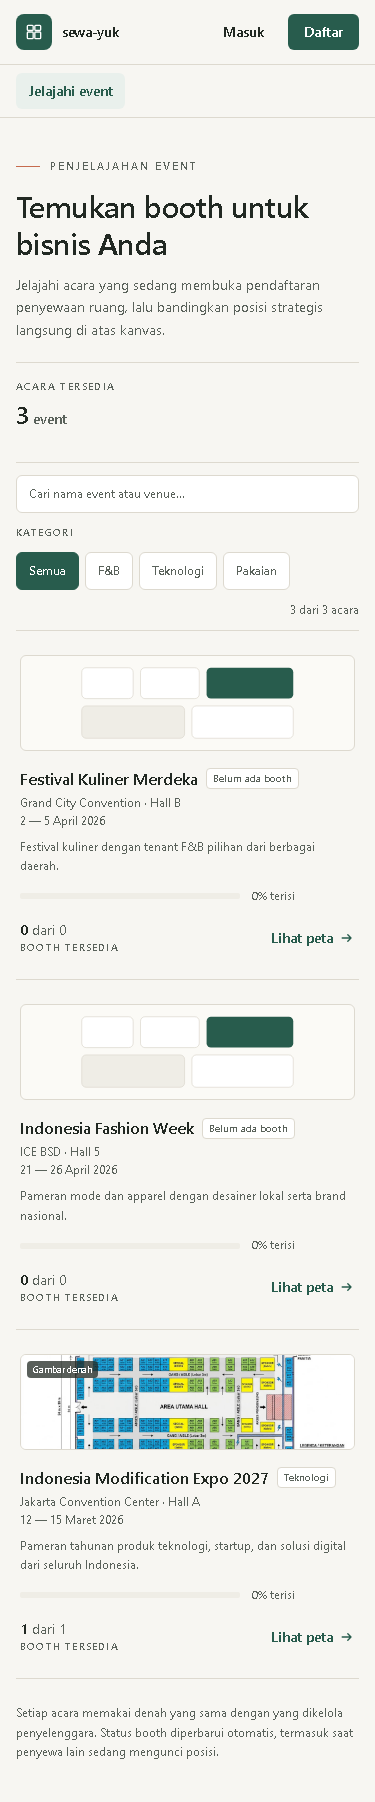 sewa-yuk
Masuk
Daftar
Jelajahi event
PENJELAJAHAN EVENT
Temukan booth untuk
bisnis Anda
Jelajahi acara yang sedang membuka pendaftaran
penyewaan ruang, lalu bandingkan posisi strategis
langsung di atas kanvas.
ACARA TERSEDIA
3 event
Cari nama event atau venue...
KATEGORI
Semua
F&B
Teknologi
Pakaian
3 dari 3 acara
Festival Kuliner Merdeka
Belum ada booth
Grand City Convention · Hall B
2 — 5 April 2026
Festival kuliner dengan tenant F&B pilihan dari berbagai
daerah.
0% terisi
0 dari 0
BOOTH TERSEDIA
Lihat peta →
Indonesia Fashion Week
Belum ada booth
ICE BSD · Hall 5
21 — 26 April 2026
Pameran mode dan apparel dengan desainer lokal serta brand
nasional.
0% terisi
0 dari 0
BOOTH TERSEDIA
Lihat peta →
Gambar denah
AREA UTAMA HALL
Indonesia Modification Expo 2027
Teknologi
Jakarta Convention Center · Hall A
12 — 15 Maret 2026
Pameran tahunan produk teknologi, startup, dan solusi digital
dari seluruh Indonesia.
0% terisi
1 dari 1
BOOTH TERSEDIA
Lihat peta →
Setiap acara memakai denah yang sama dengan yang dikelola
penyelenggara. Status booth diperbarui otomatis, termasuk saat
penyewa lain sedang mengunci posisi.